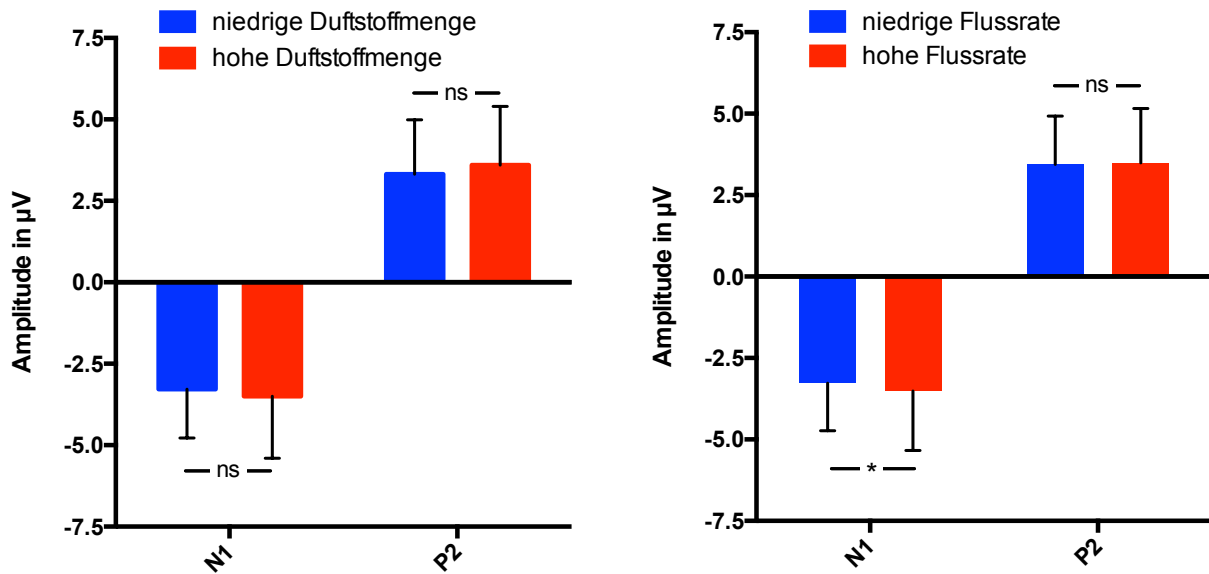 niedrige Duftstoffmenge
hohe Duftstoffmenge
Amplitude in µV
7.5
5.0
2.5
0.0
-2.5
-5.0
-7.5
ns
ns
N1
P2
niedrige Flussrate
hohe Flussrate
Amplitude in µV
7.5
5.0
2.5
0.0
-2.5
-5.0
-7.5
ns
*
N1
P2